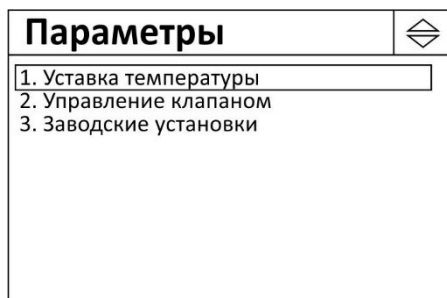 Параметры
1. Уставка температуры
2. Управление клапаном
3. Заводские установки